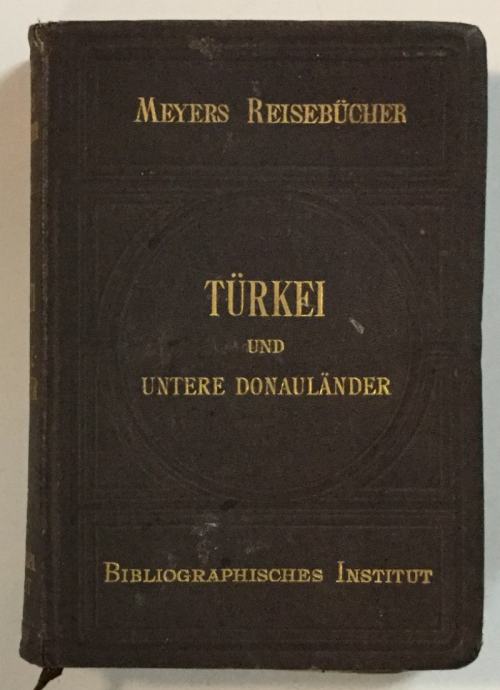 MEYERS REISEBÜCHER
TÜRKEI
UND
UNTERE DONAULÄNDER
BIBLIOGRAPHISCHES INSTITUT